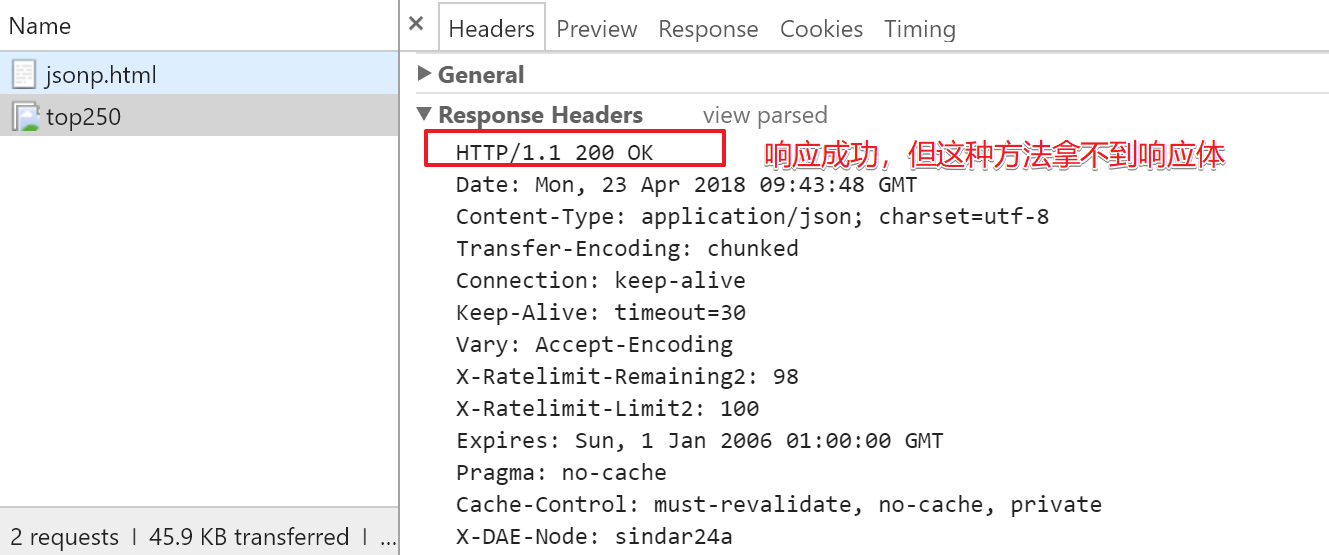 Name
jsonp.html
top250
2 requests | 45.9 KB transferred | ...
× Headers Preview Response Cookies Timing
▶ General
▼ Response Headers view parsed
HTTP/1.1 200 OK 响应成功，但这种方法拿不到响应体
Date: Mon, 23 Apr 2018 09:43:48 GMT
Content-Type: application/json; charset=utf-8
Transfer-Encoding: chunked
Connection: keep-alive
Keep-Alive: timeout=30
Vary: Accept-Encoding
X-Ratelimit-Remaining2: 98
X-Ratelimit-Limit2: 100
Expires: Sun, 1 Jan 2006 01:00:00 GMT
Pragma: no-cache
Cache-Control: must-revalidate, no-cache, private
X-DAE-Node: sindar24a